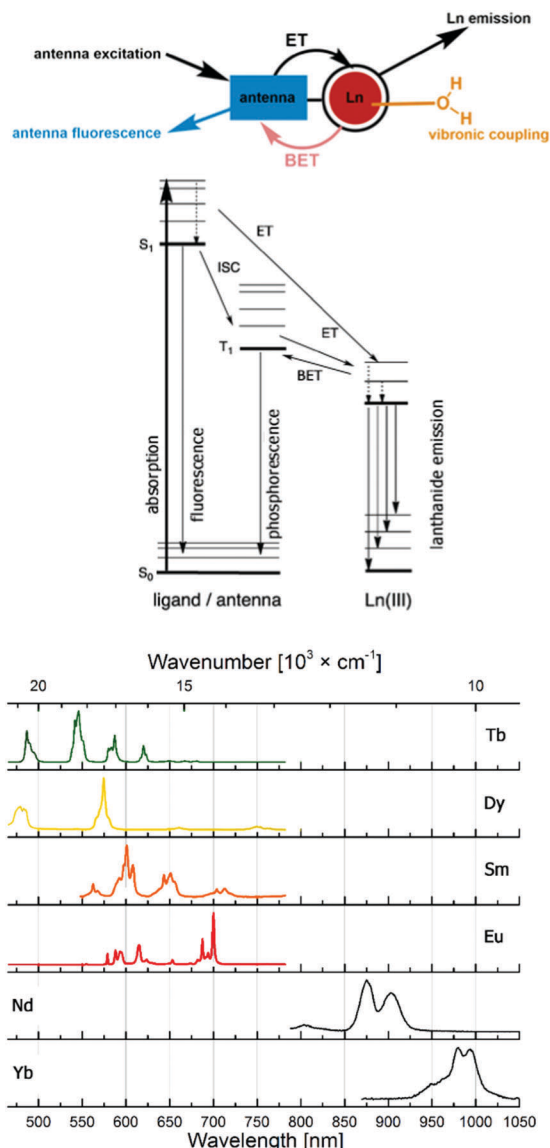 Ln emission
ET
antenna excitation
H
antenna
Ln
O
H
antenna fluorescence
vibronic coupling
BET
S1
ET
ISC
ET
T1
BET
absorption
fluorescence
phosphorescence
lanthanide emission
S0
ligand / antenna
Ln(III)
Wavenumber [10³ × cm⁻¹]
20 15 10
Tb
Dy
Sm
Eu
Nd
Yb
500 550 600 650 700 750 800 850 900 950 1000 1050
Wavelength [nm]